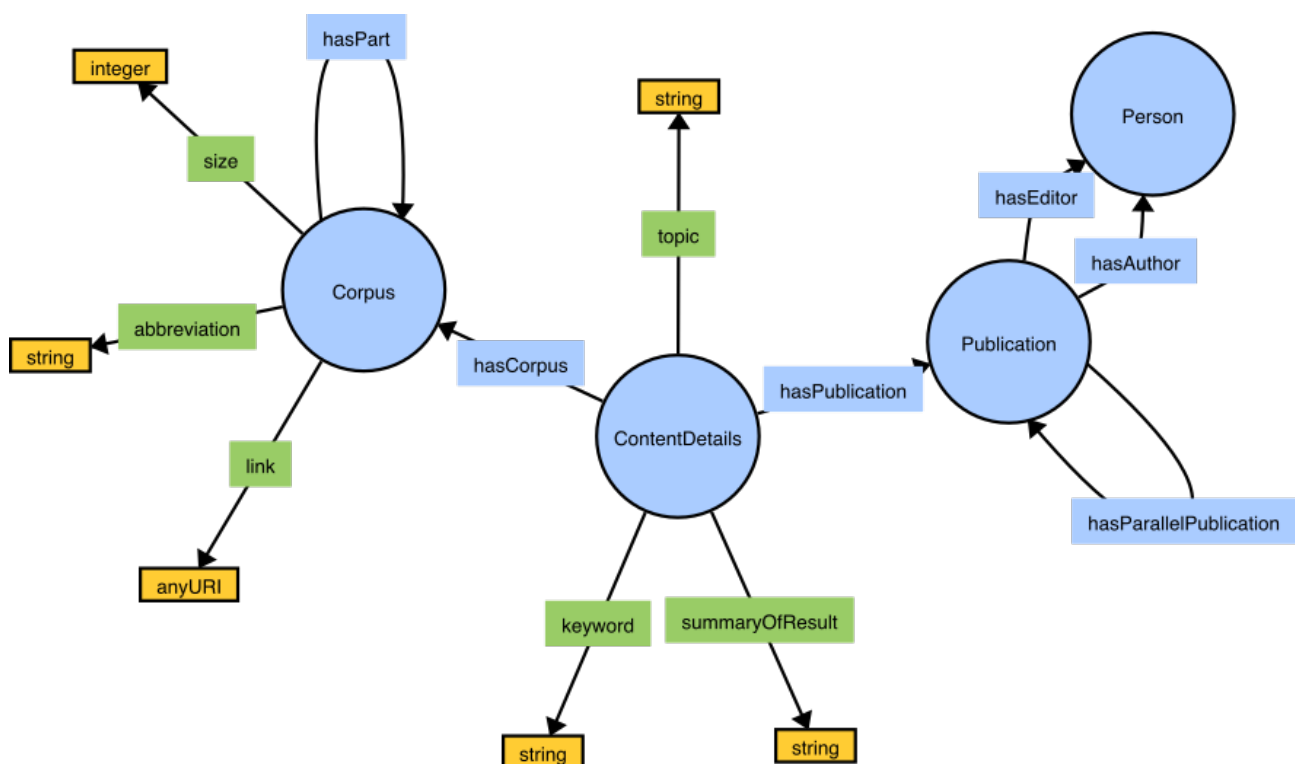 hasPart
integer
string
Person
size
hasEditor
topic
hasAuthor
Corpus
abbreviation
string
Publication
hasCorpus
hasPublication
ContentDetails
link
hasParallelPublication
anyURI
keyword
summaryOfResult
string
string